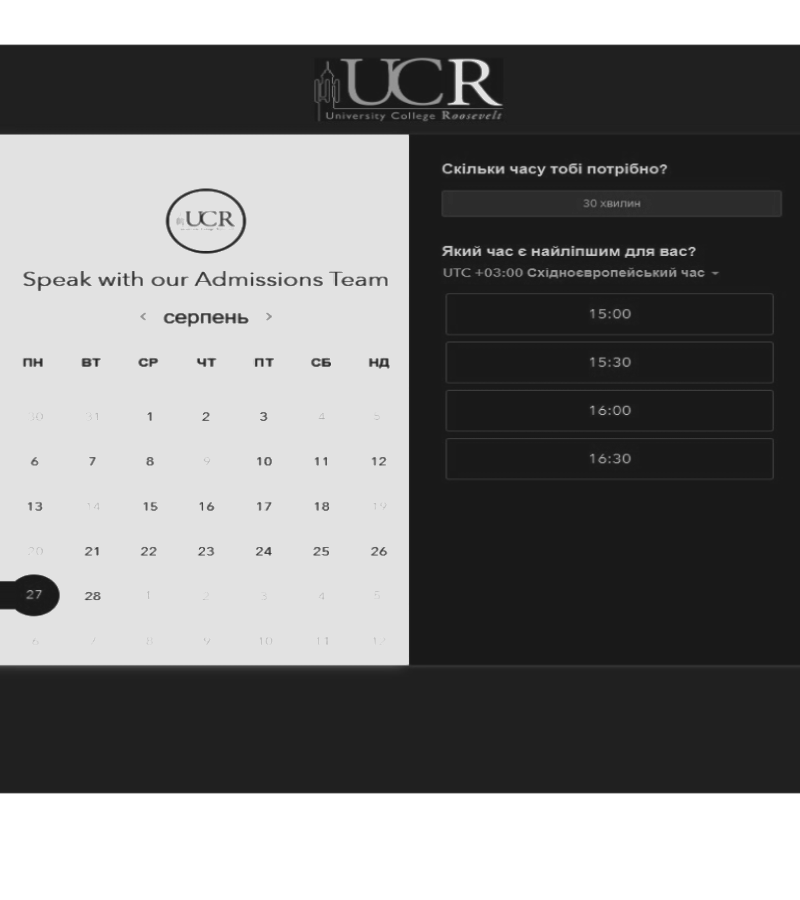 UCR
University College Roosevelt
UCR
Speak with our Admissions Team
‹ серпень ›
ПН ВТ СР ЧТ ПТ СБ НД
30 31 1 2 3 4 5
6 7 8 9 10 11 12
13 14 15 16 17 18 19
20 21 22 23 24 25 26
27 28 1 2 3 4 5
6 7 8 9 10 11 12
Скільки часу тобі потрібно?
30 хвилин
Який час є найліпшим для вас?
UTC +03:00 Східноєвропейський час
15:00
15:30
16:00
16:30